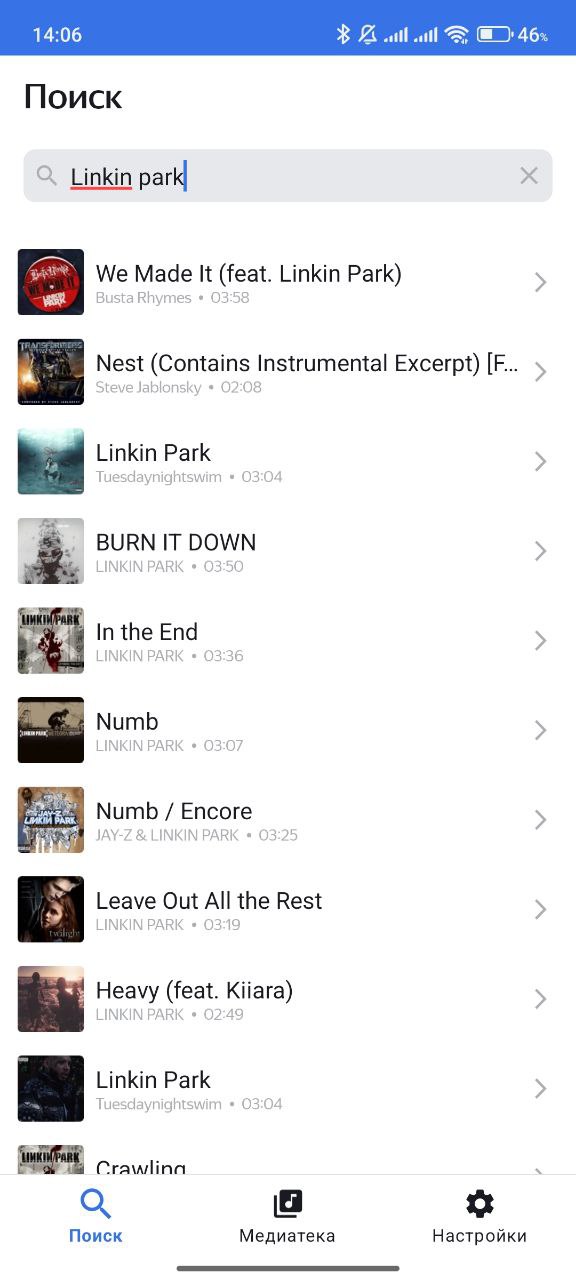 14:06
46%
Поиск
Linkin park
We Made It (feat. Linkin Park)
Busta Rhymes • 03:58
Nest (Contains Instrumental Excerpt) [F...
Steve Jablonsky • 02:08
Linkin Park
Tuesdaynightswim • 03:04
BURN IT DOWN
LINKIN PARK • 03:50
In the End
LINKIN PARK • 03:36
Numb
LINKIN PARK • 03:07
Numb / Encore
JAY-Z & LINKIN PARK • 03:25
Leave Out All the Rest
LINKIN PARK • 03:19
Heavy (feat. Kiiara)
LINKIN PARK • 02:49
Linkin Park
Tuesdaynightswim • 03:04
Crawling
Поиск
Медиатека
Настройки